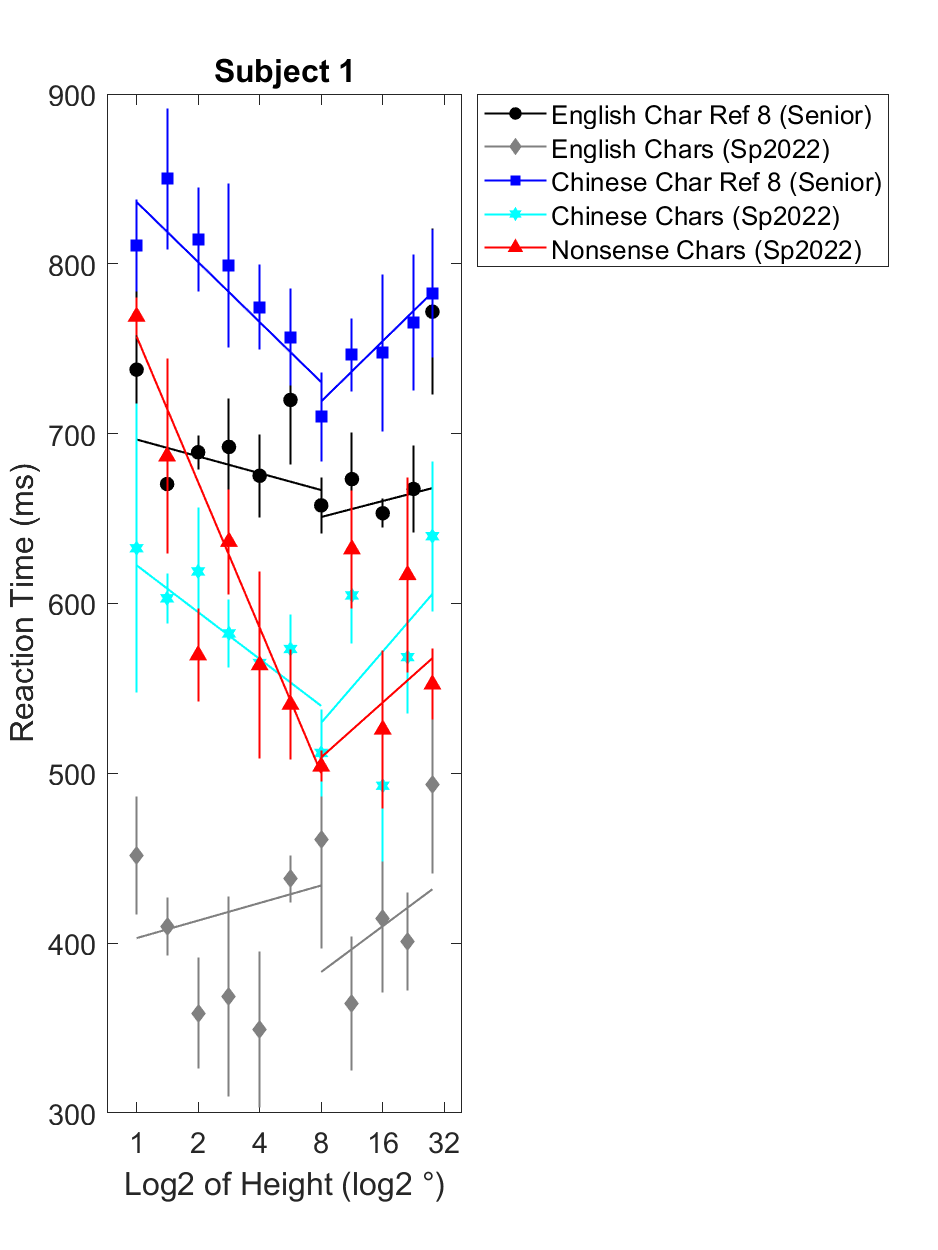 Subject 1
900
800
700
600
500
400
300
Reaction Time (ms)
1 2 4 8 16 32
Log2 of Height (log2 °)
English Char Ref 8 (Senior)
English Chars (Sp2022)
Chinese Char Ref 8 (Senior)
Chinese Chars (Sp2022)
Nonsense Chars (Sp2022)